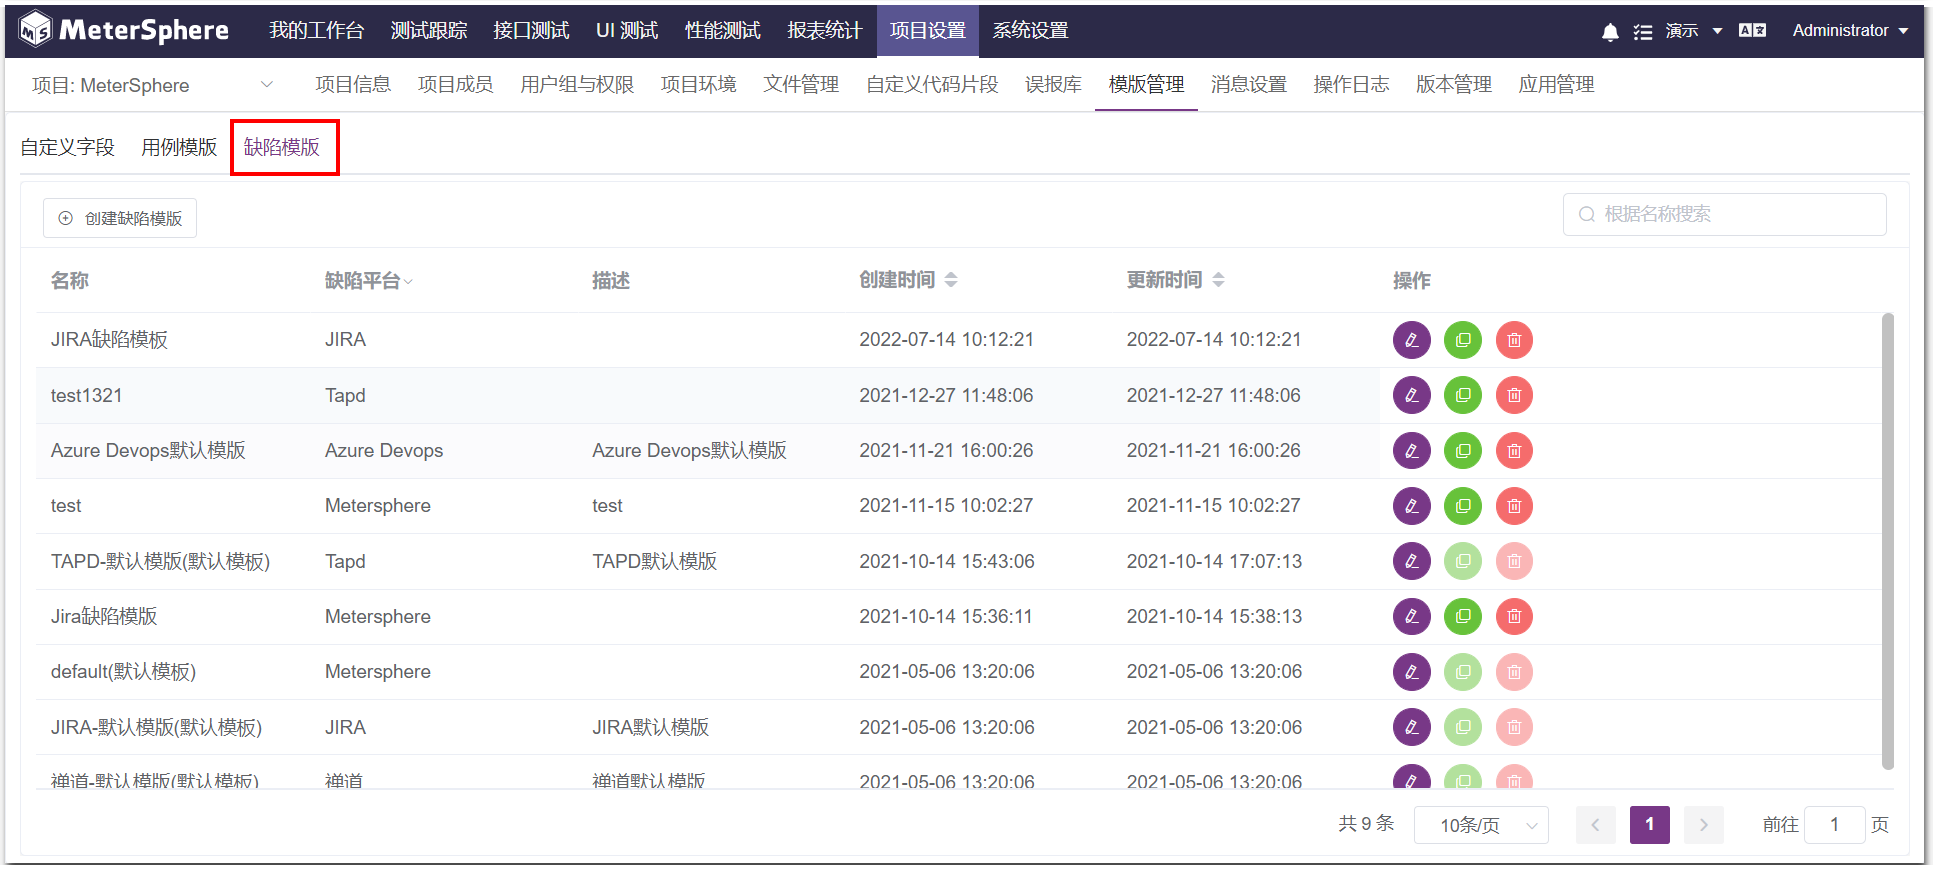 MS MeterSphere 我的工作台 测试跟踪 接口测试 UI 测试 性能测试 报表统计 项目设置 系统设置 演示 Administrator
项目: MeterSphere 项目信息 项目成员 用户组与权限 项目环境 文件管理 自定义代码片段 误报库 模版管理 消息设置 操作日志 版本管理 应用管理
自定义字段 用例模版 缺陷模版
创建缺陷模版 根据名称搜索
名称 缺陷平台 描述 创建时间 更新时间 操作
JIRA缺陷模板 JIRA 2022-07-14 10:12:21 2022-07-14 10:12:21
test1321 Tapd 2021-12-27 11:48:06 2021-12-27 11:48:06
Azure Devops默认模版 Azure Devops Azure Devops默认模版 2021-11-21 16:00:26 2021-11-21 16:00:26
test Metersphere test 2021-11-15 10:02:27 2021-11-15 10:02:27
TAPD-默认模版(默认模板) Tapd TAPD默认模版 2021-10-14 15:43:06 2021-10-14 17:07:13
Jira缺陷模版 Metersphere 2021-10-14 15:36:11 2021-10-14 15:38:13
default(默认模板) Metersphere 2021-05-06 13:20:06 2021-05-06 13:20:06
JIRA-默认模版(默认模板) JIRA JIRA默认模版 2021-05-06 13:20:06 2021-05-06 13:20:06
禅道-默认模版(默认模板) 禅道 禅道默认模版 2021-05-06 13:20:06 2021-05-06 13:20:06
共 9 条 10条/页 1 前往 1 页